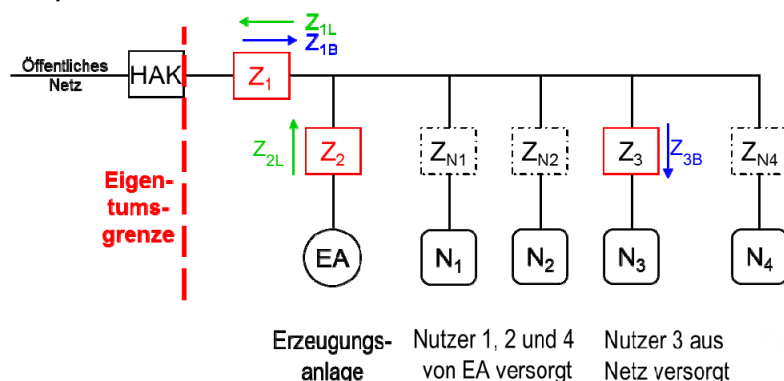 Z1L
Z1B
Öffentliches
Netz
HAK
Z1
Z2L
Z2
ZN1
ZN2
Z3
Z3B
ZN4
Eigen-
tums-
grenze
EA
N1
N2
N3
N4
Erzeugungs-
anlage
Nutzer 1, 2 und 4
von EA versorgt
Nutzer 3 aus
Netz versorgt